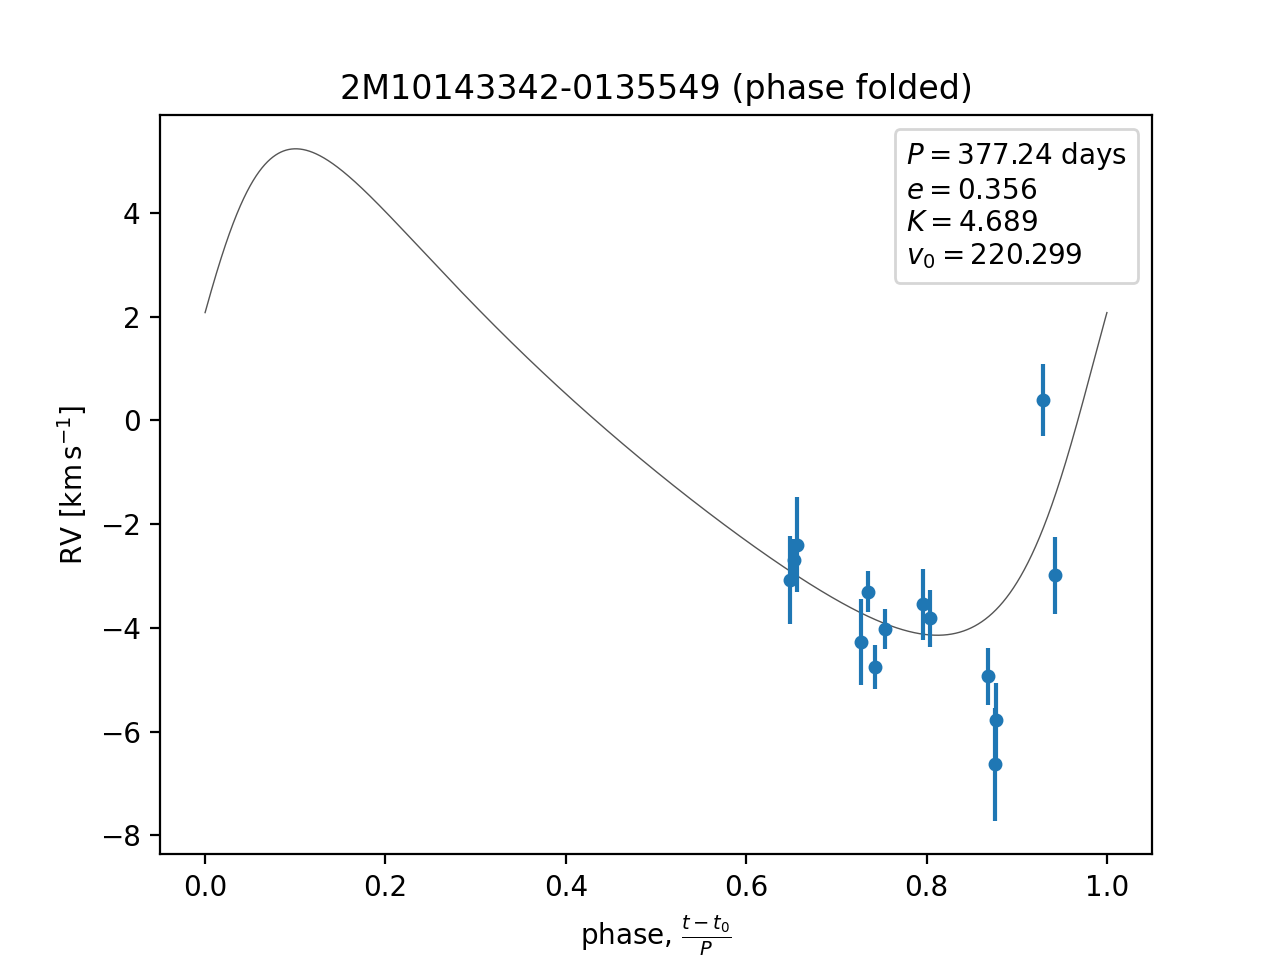 2M10143342-0135549 (phase folded)
P = 377.24 days
e = 0.356
K = 4.689
v₀ = 220.299
4
2
0
−2
−4
−6
−8
RV [km s⁻¹]
0.0 0.2 0.4 0.6 0.8 1.0
phase, (t − t₀)/P